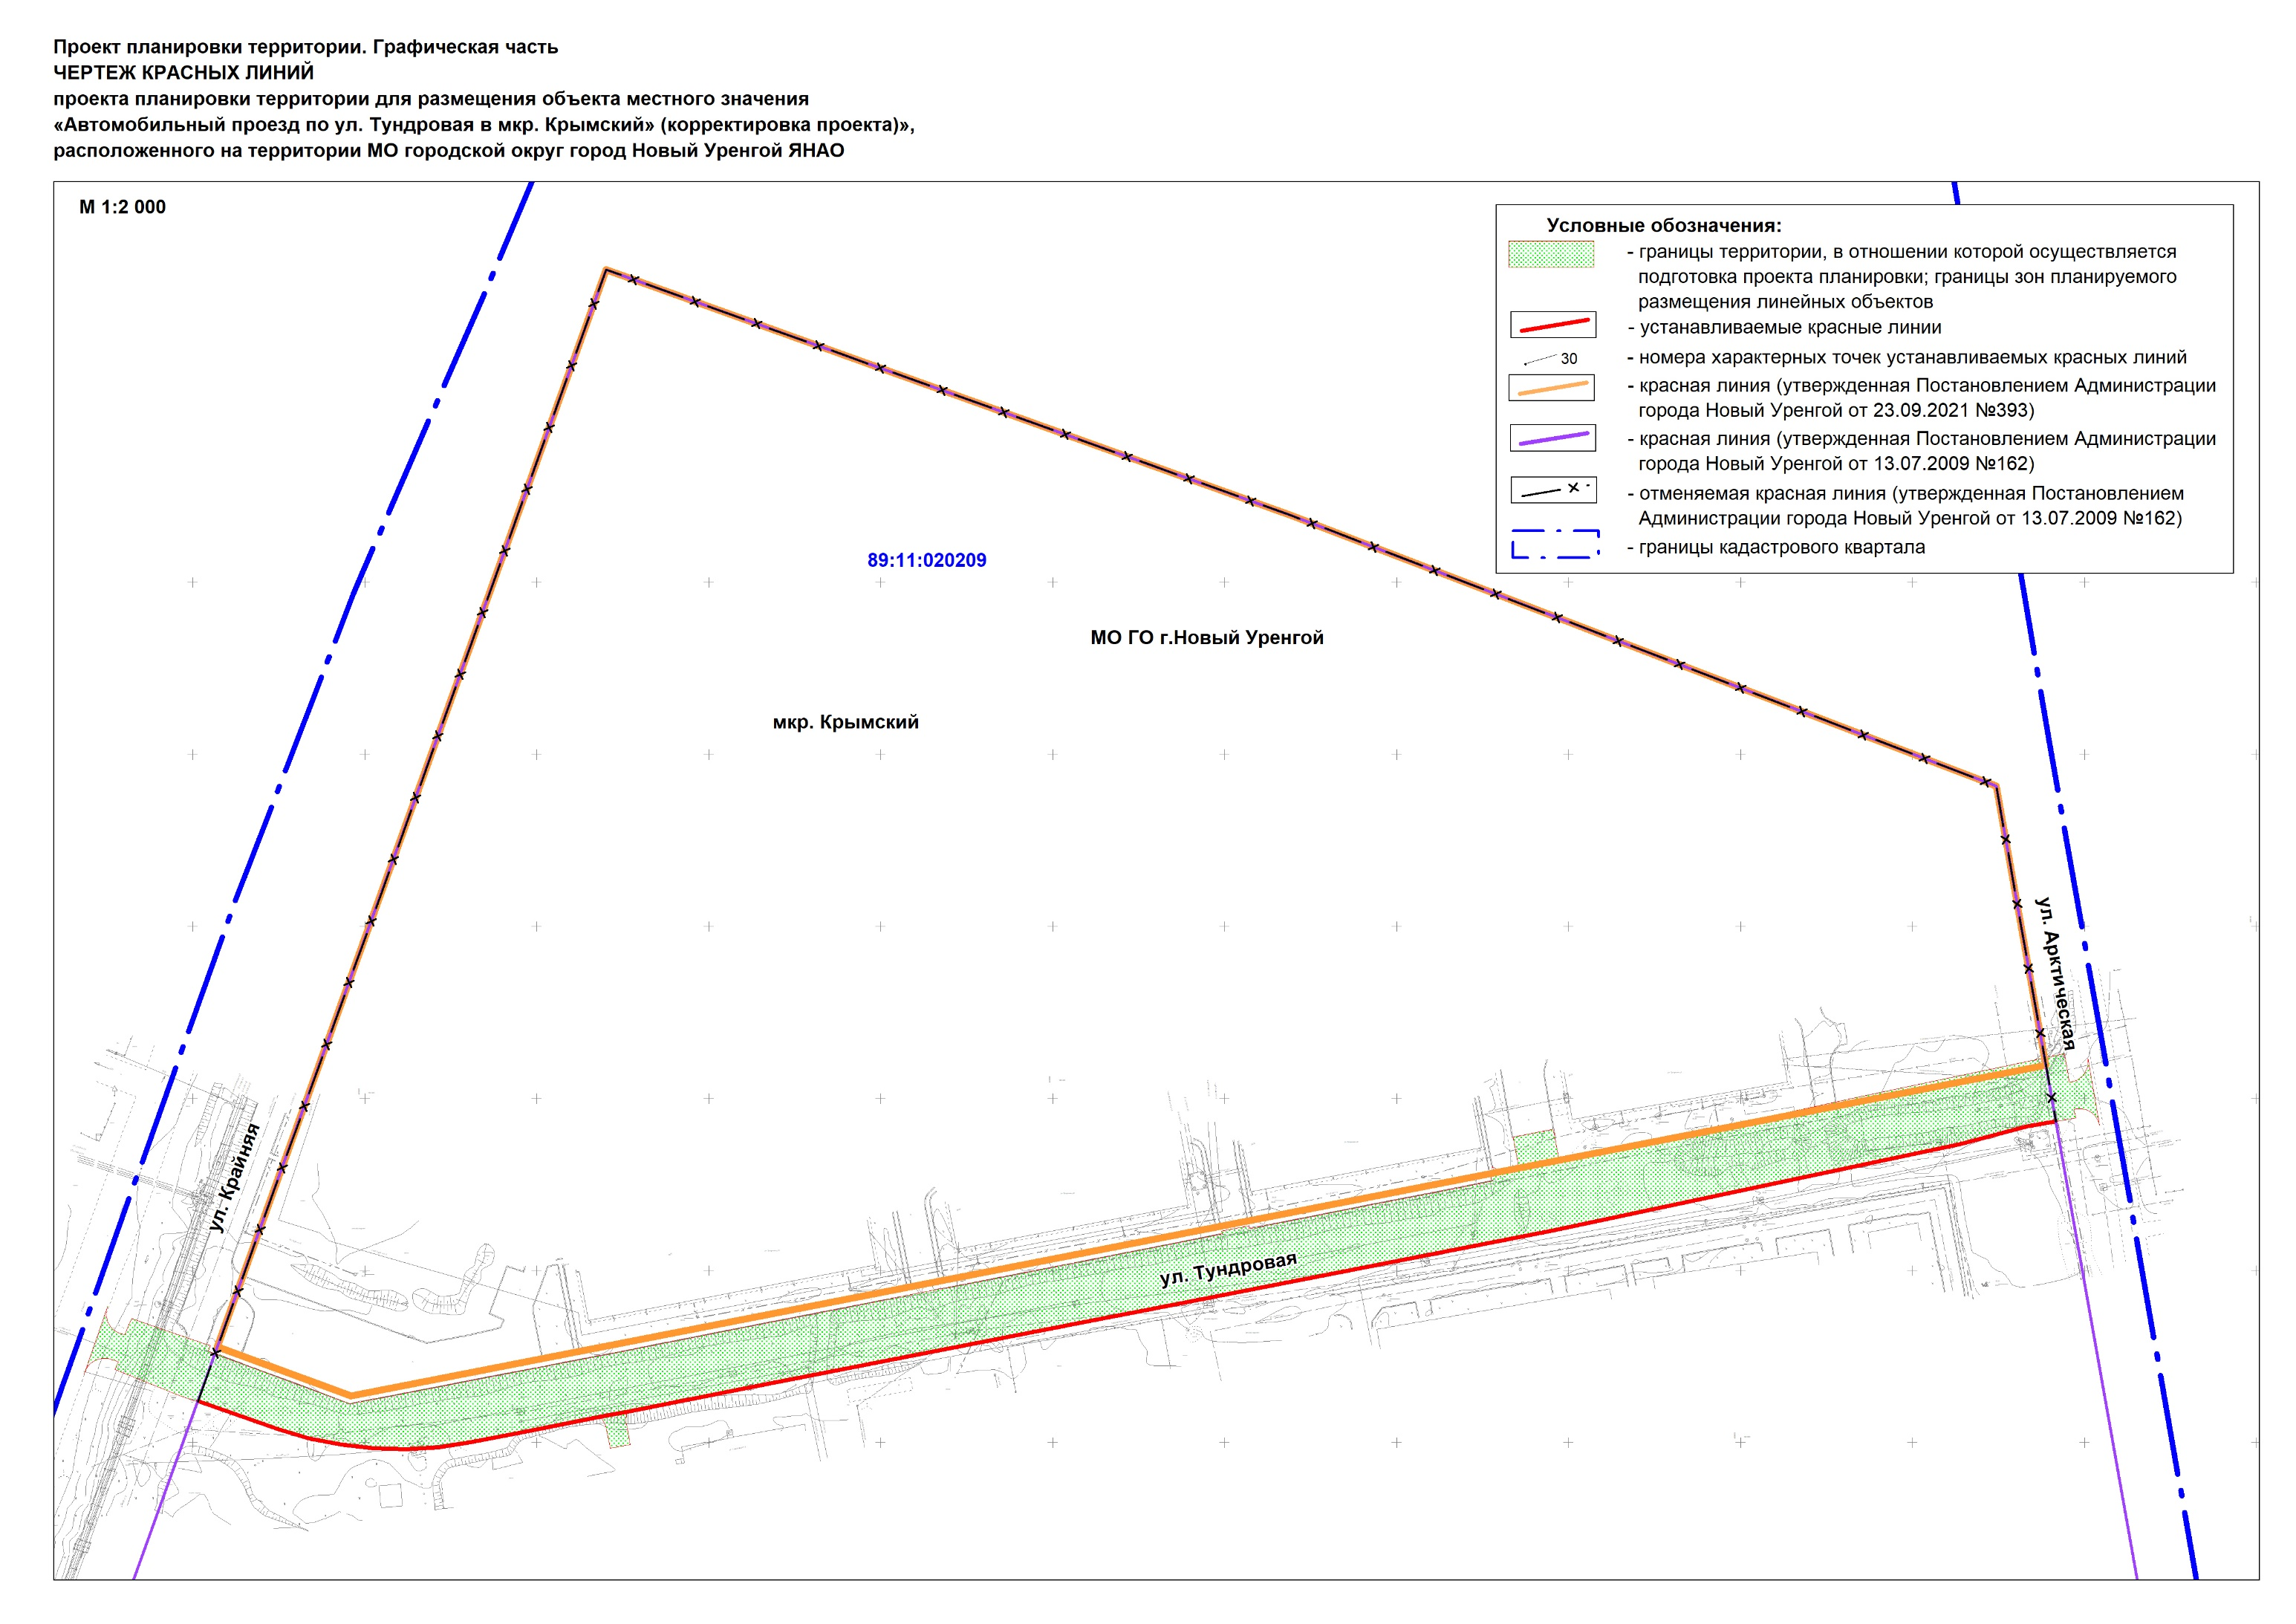 Проект планировки территории. Графическая часть
ЧЕРТЕЖ КРАСНЫХ ЛИНИЙ
проекта планировки территории для размещения объекта местного значения
«Автомобильный проезд по ул. Тундровая в мкр. Крымский» (корректировка проекта)»,
расположенного на территории МО городской округ город Новый Уренгой ЯНАО
М 1:2 000
Условные обозначения:
- границы территории, в отношении которой осуществляется
подготовка проекта планировки; границы зон планируемого
размещения линейных объектов
- устанавливаемые красные линии
30
- номера характерных точек устанавливаемых красных линий
- красная линия (утвержденная Постановлением Администрации
города Новый Уренгой от 23.09.2021 №393)
- красная линия (утвержденная Постановлением Администрации
города Новый Уренгой от 13.07.2009 №162)
- отменяемая красная линия (утвержденная Постановлением
Администрации города Новый Уренгой от 13.07.2009 №162)
- границы кадастрового квартала
89:11:020209
МО ГО г.Новый Уренгой
мкр. Крымский
ул. Арктическая
ул. Крайняя
ул. Тундровая